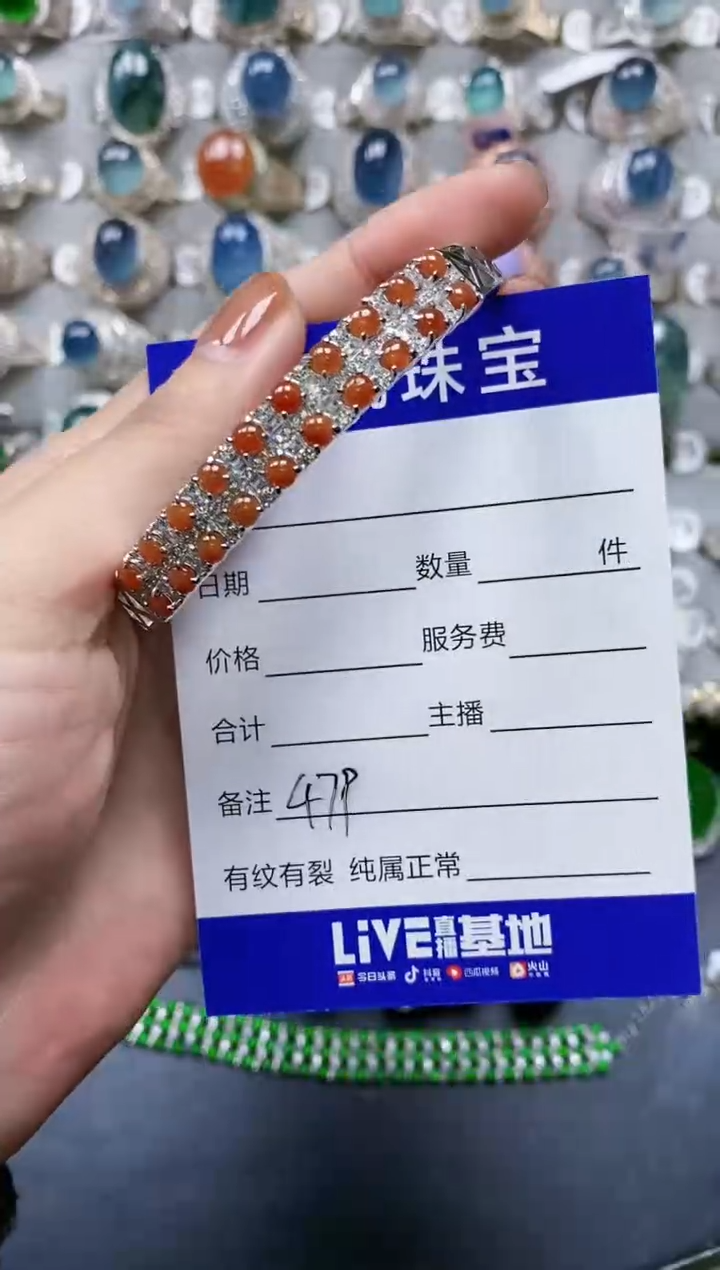 珠宝
日期 数量 件
价格 服务费
合计 主播
备注 47P
有纹有裂 纯属正常
LiVE直播基地
今日头条 抖音 西瓜视频 火山